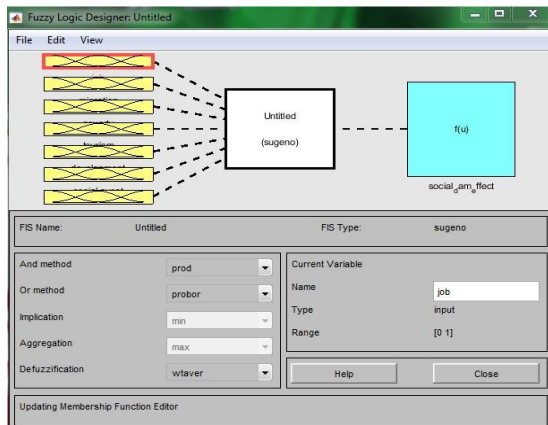 Fuzzy Logic Designer: Untitled
File Edit View
Untitled
(sugeno)
f(u)
social_dam_effect
FIS Name: Untitled FIS Type: sugeno
And method prod
Or method probor
Implication min
Aggregation max
Defuzzification wtaver
Current Variable
Name job
Type input
Range [0 1]
Help Close
Updating Membership Function Editor